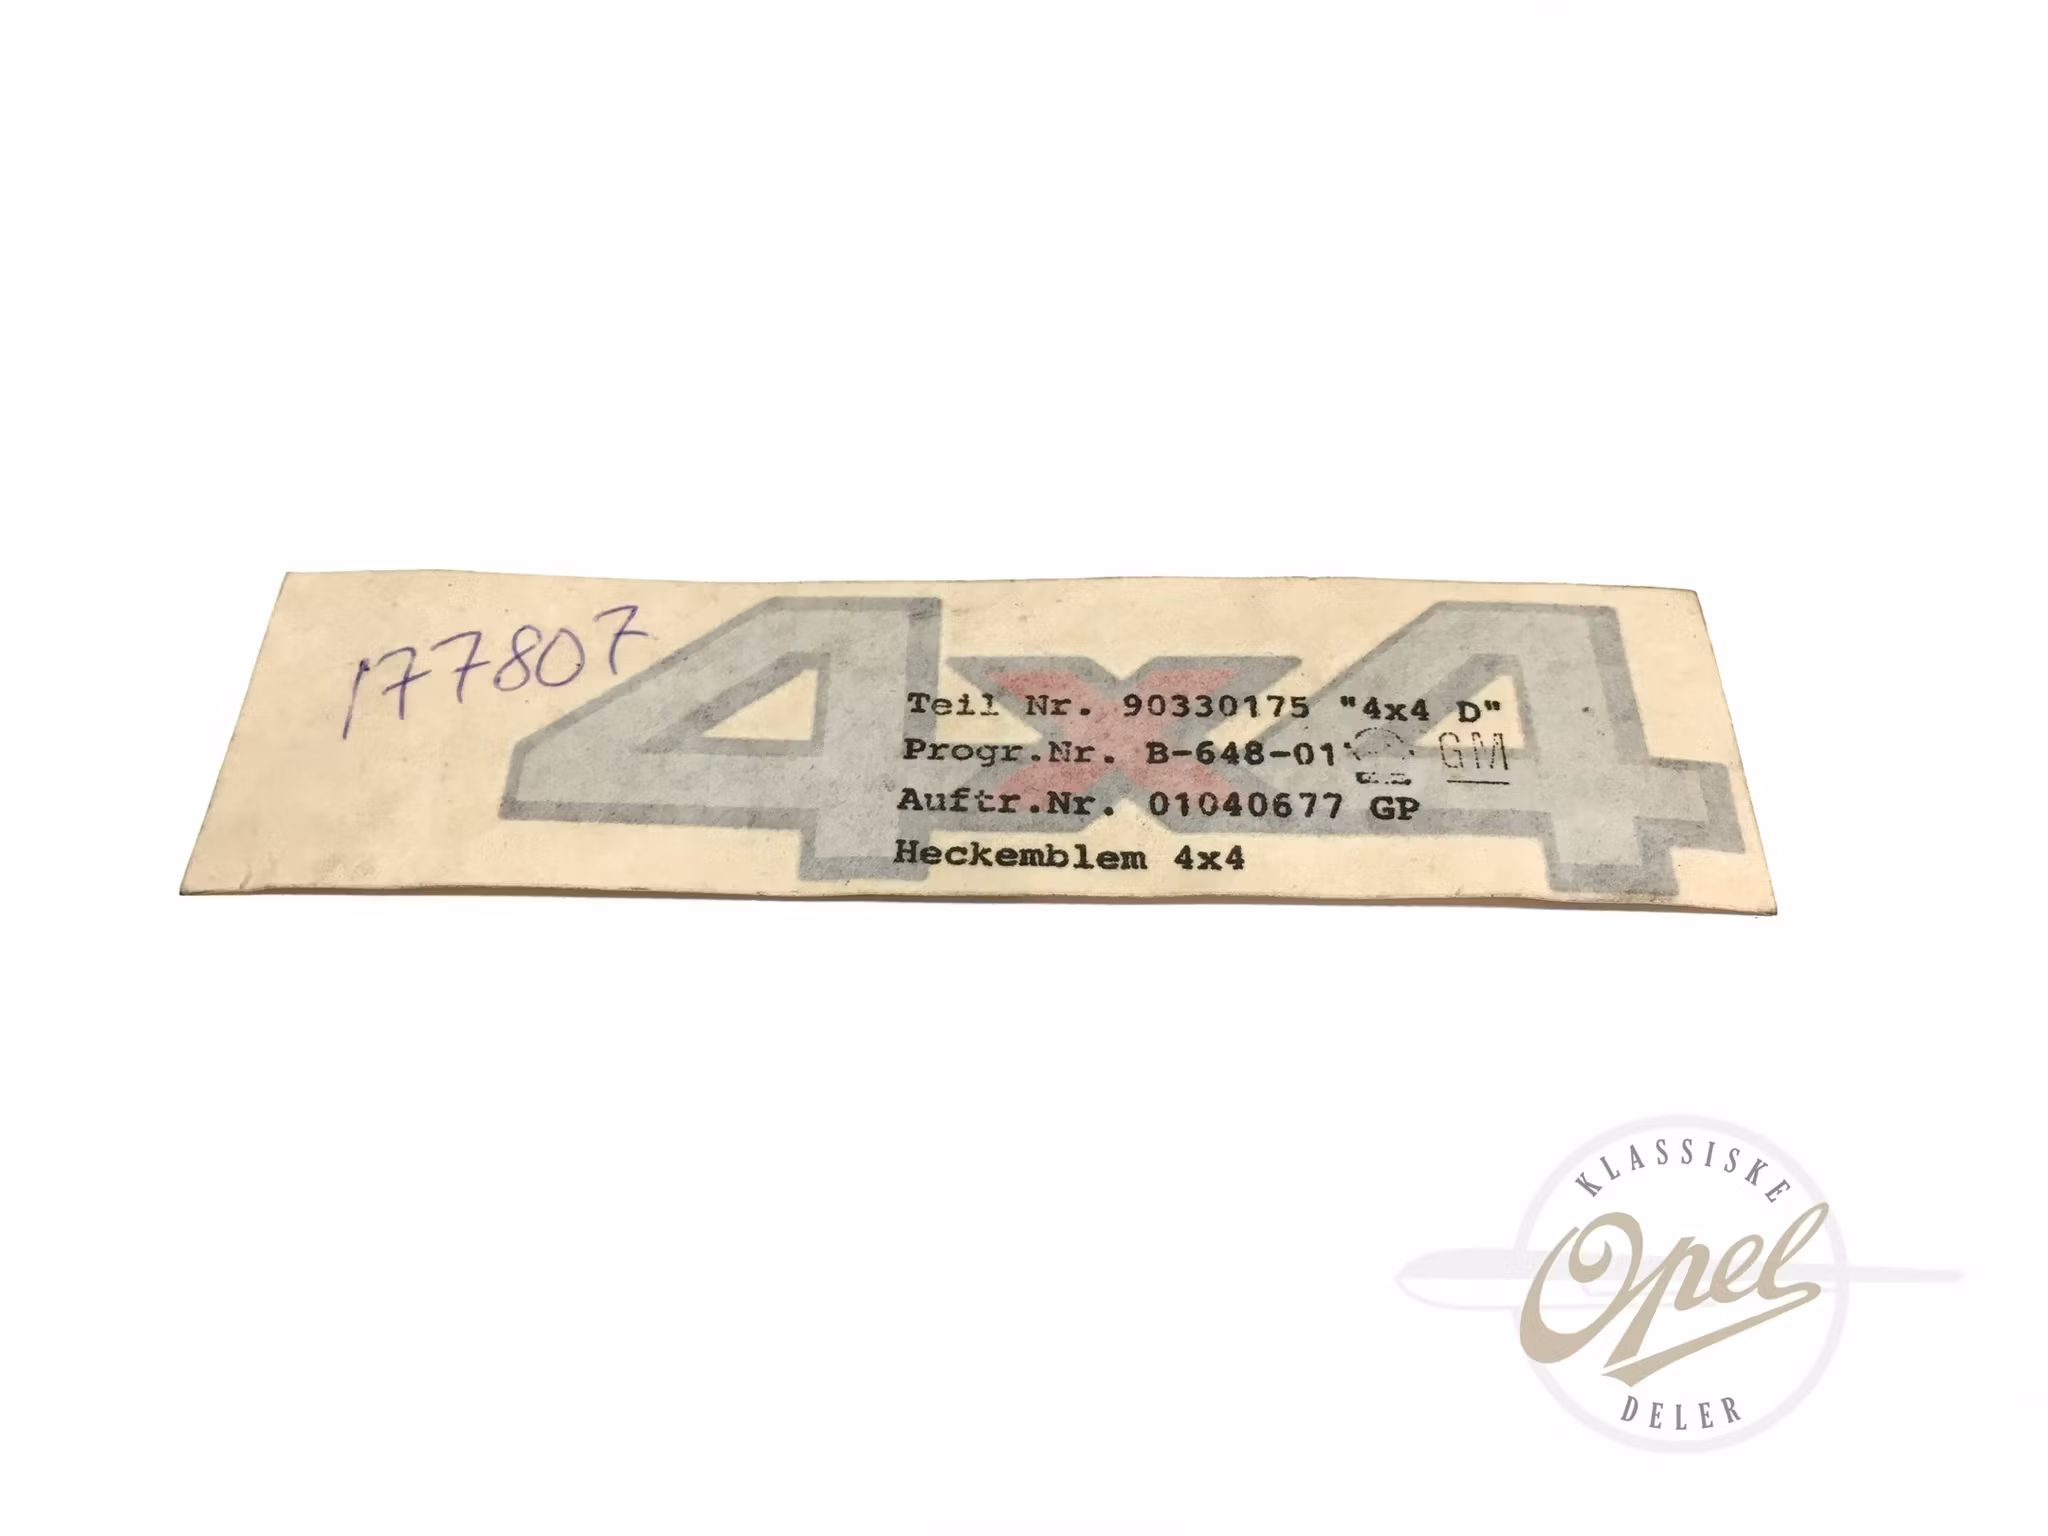 177807
4x4
Teil Nr. 90330175 "4x4 D"
Progr.Nr. B-648-01 GM
Auftr.Nr. 01040677 GP
Heckemblem 4x4
KLASSISKE
Opel
DELER